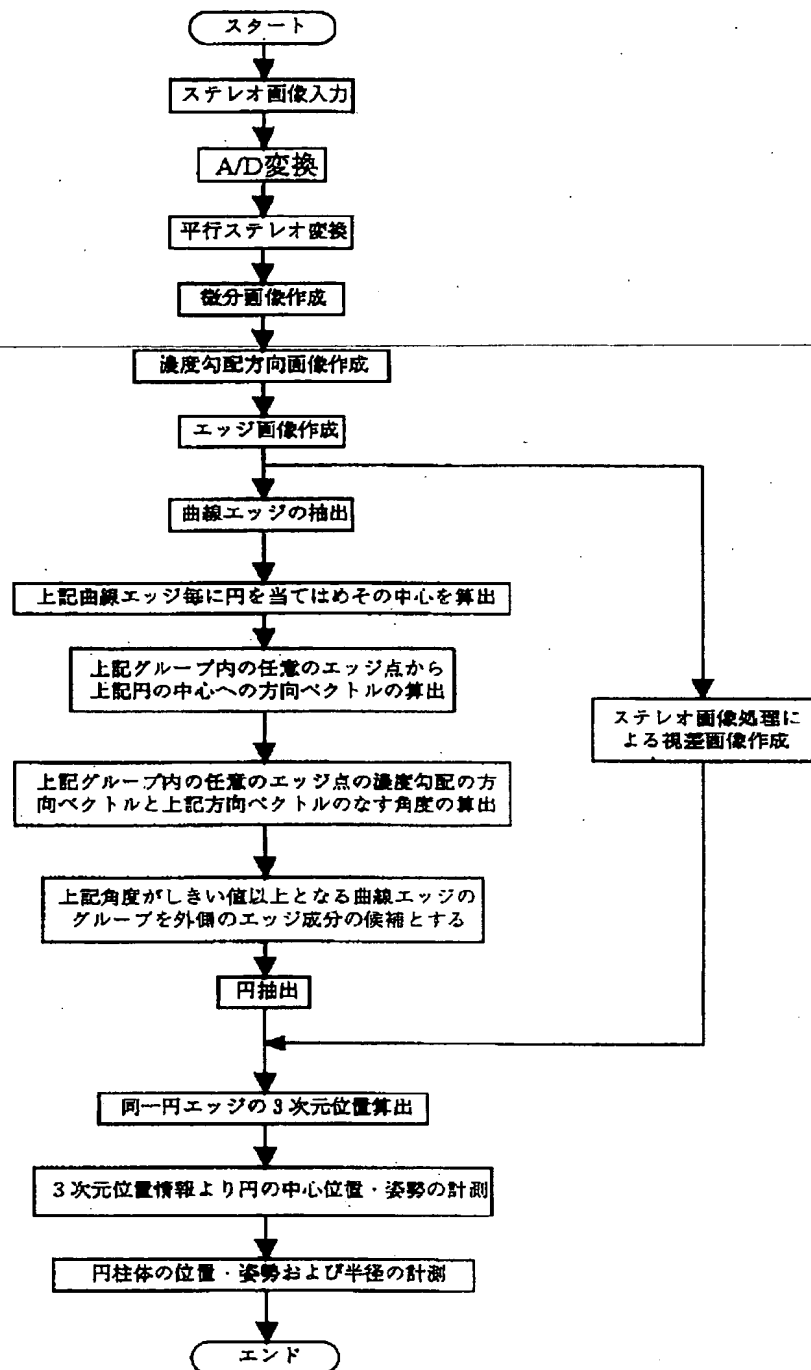 スタート
ステレオ画像入力
A/D変換
平行ステレオ変換
微分画像作成
濃度勾配方向画像作成
エッジ画像作成
曲線エッジの抽出
上記曲線エッジ毎に円を当てはめその中心を算出
上記グループ内の任意のエッジ点から
上記円の中心への方向ベクトルの算出
ステレオ画像処理に
よる視差画像作成
上記グループ内の任意のエッジ点の濃度勾配の方
向ベクトルと上記方向ベクトルのなす角度の算出
上記角度がしきい値以上となる曲線エッジの
グループを外側のエッジ成分の候補とする
円抽出
同一円エッジの3次元位置算出
3次元位置情報より円の中心位置・姿勢の計測
円柱体の位置・姿勢および半径の計測
エンド